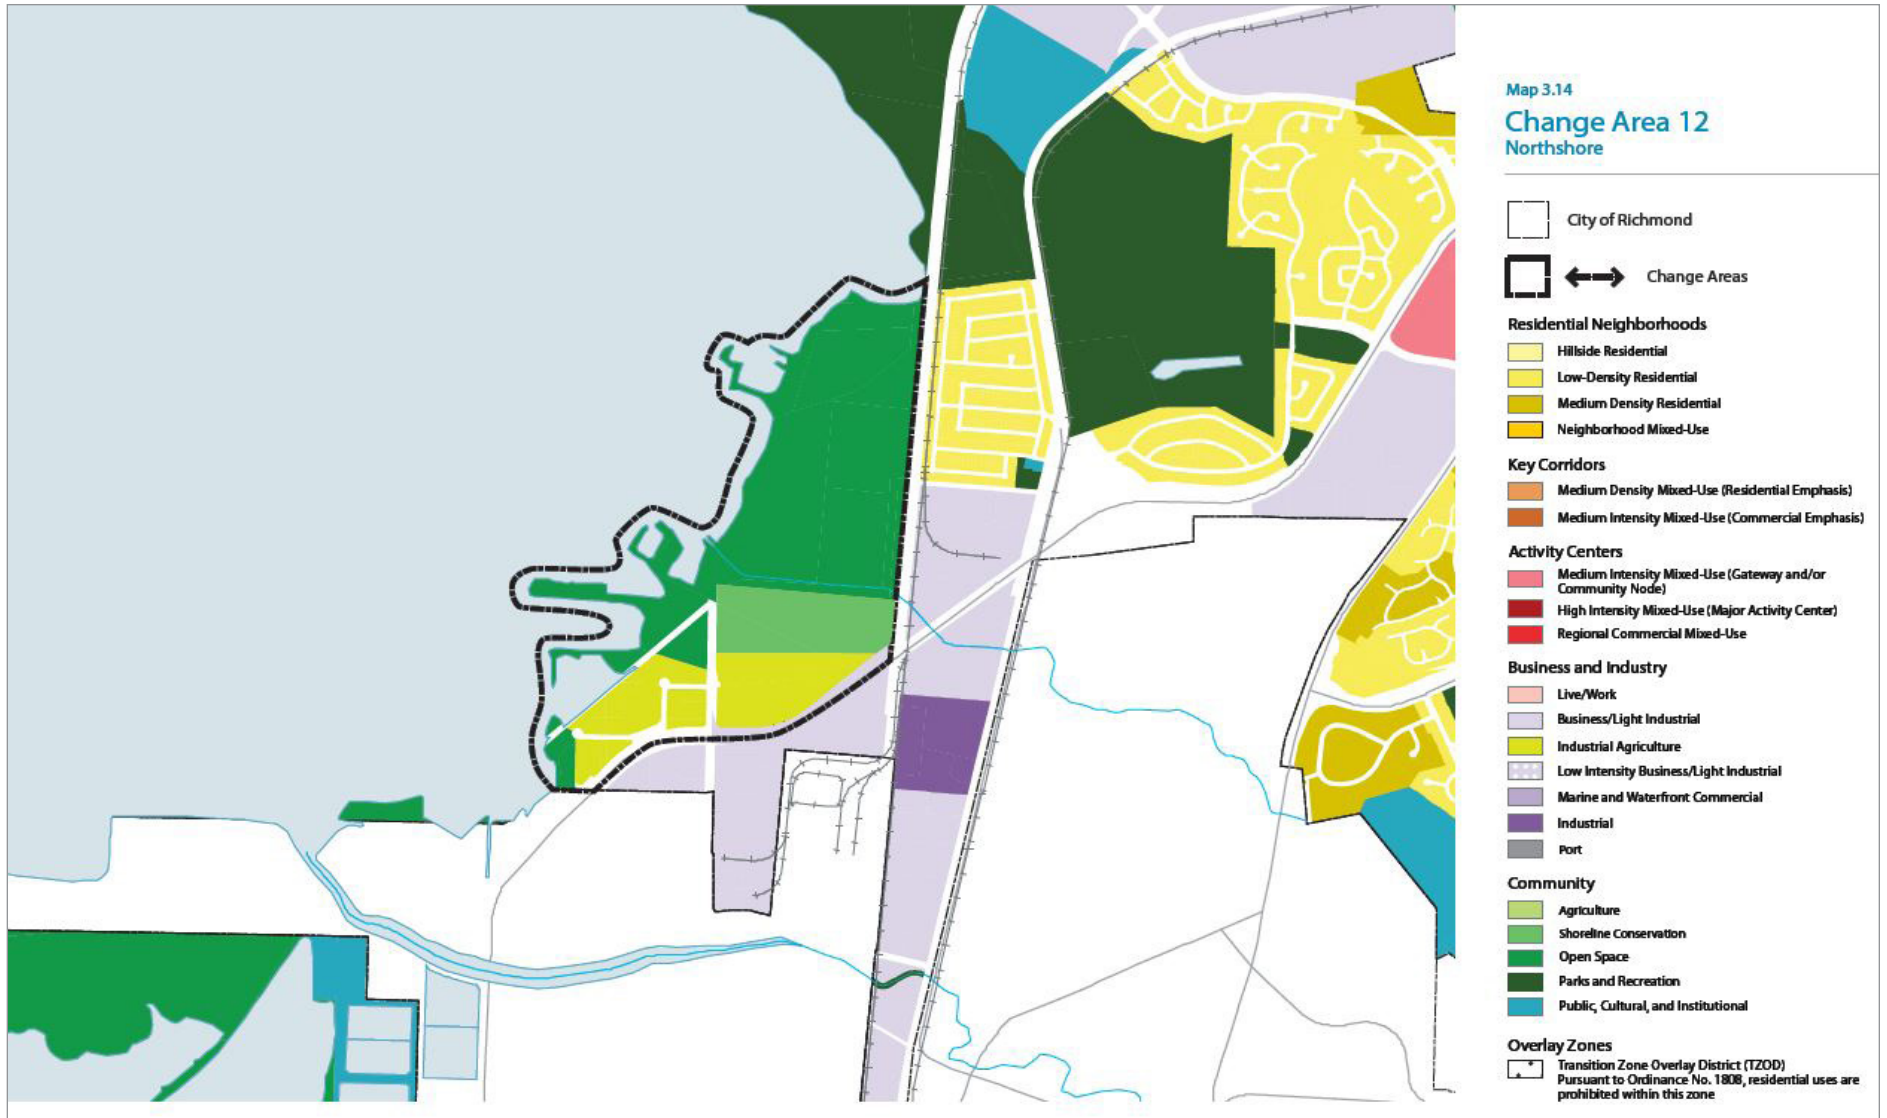 Map 3.14
Change Area 12
Northshore
City of Richmond
Change Areas
Residential Neighborhoods
Hillside Residential
Low-Density Residential
Medium Density Residential
Neighborhood Mixed-Use
Key Corridors
Medium Density Mixed-Use (Residential Emphasis)
Medium Intensity Mixed-Use (Commercial Emphasis)
Activity Centers
Medium Intensity Mixed-Use (Gateway and/or
Community Node)
High Intensity Mixed-Use (Major Activity Center)
Regional Commercial Mixed-Use
Business and Industry
Live/Work
Business/Light Industrial
Industrial Agriculture
Low Intensity Business/Light Industrial
Marine and Waterfront Commercial
Industrial
Port
Community
Agriculture
Shoreline Conservation
Open Space
Parks and Recreation
Public, Cultural, and Institutional
Overlay Zones
Transition Zone Overlay District (TZOD)
Pursuant to Ordinance No. 1808, residential uses are
prohibited within this zone